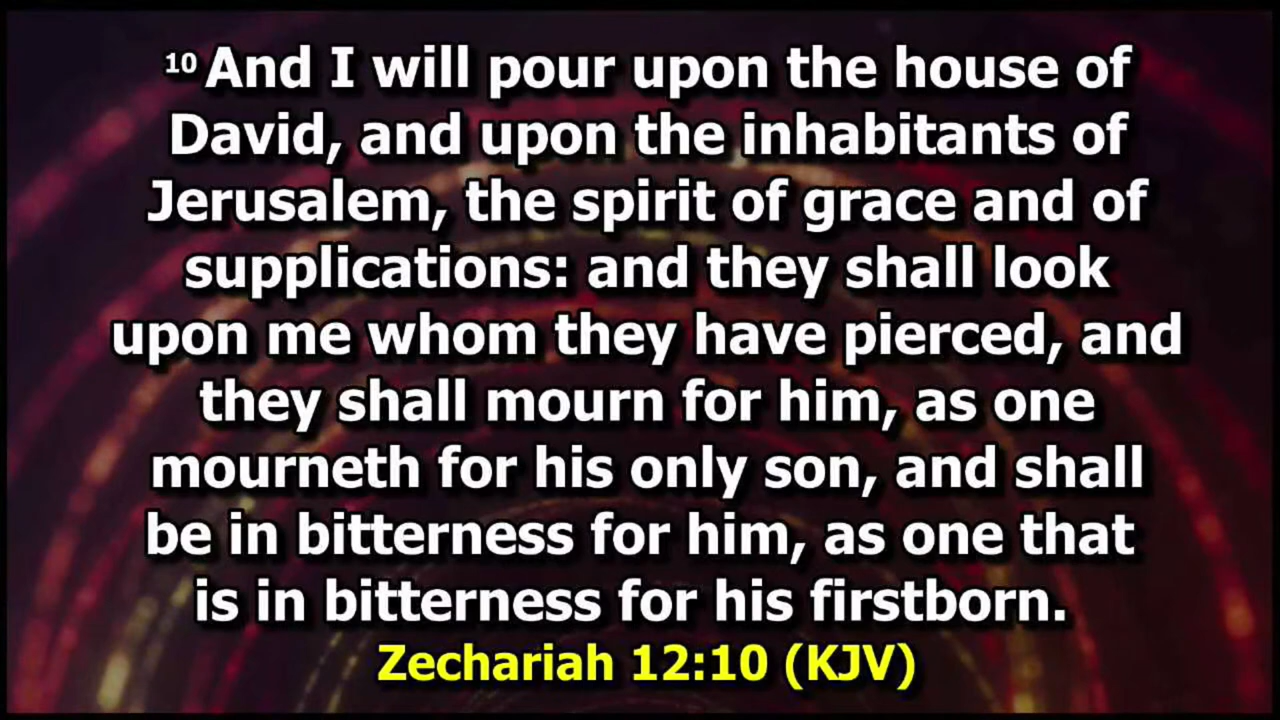 10 And I will pour upon the house of
David, and upon the inhabitants of
Jerusalem, the spirit of grace and of
supplications: and they shall look
upon me whom they have pierced, and
they shall mourn for him, as one
mourneth for his only son, and shall
be in bitterness for him, as one that
is in bitterness for his firstborn.
Zechariah 12:10 (KJV)